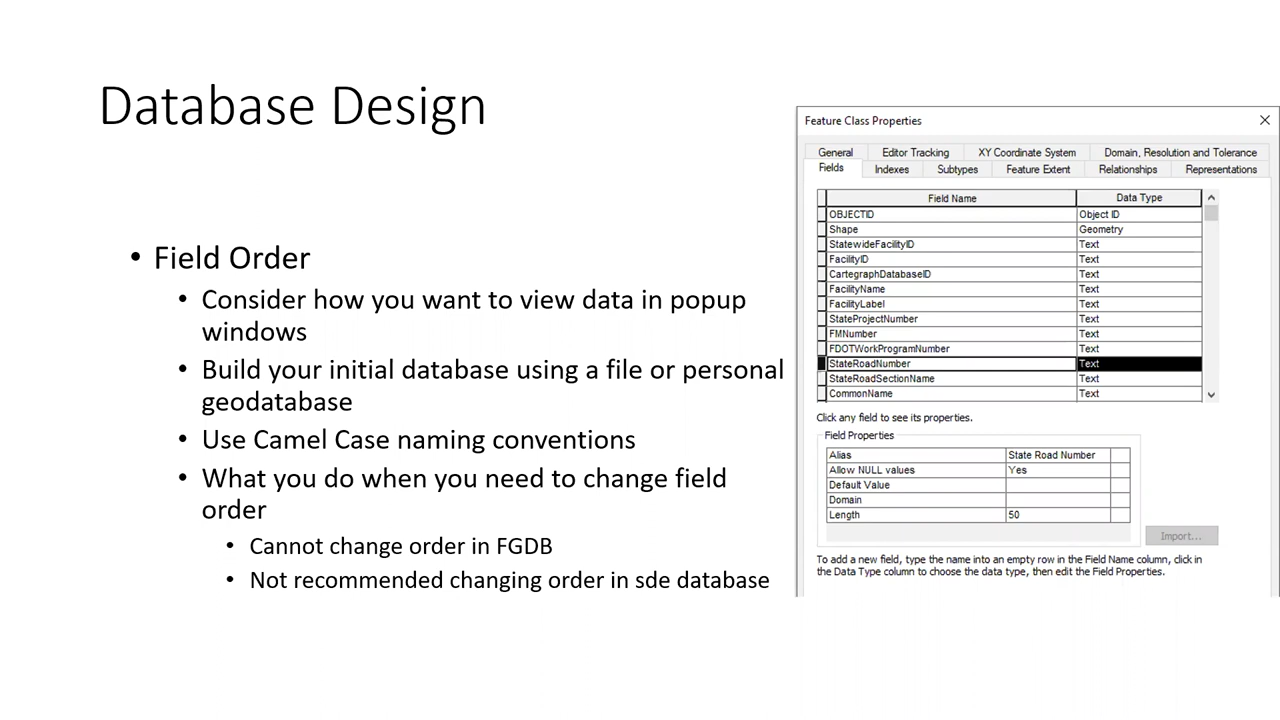 Database Design
• Field Order
• Consider how you want to view data in popup
windows
• Build your initial database using a file or personal
geodatabase
• Use Camel Case naming conventions
• What you do when you need to change field
order
• Cannot change order in FGDB
• Not recommended changing order in sde database
Feature Class Properties
General Editor Tracking XY Coordinate System Domain, Resolution and Tolerance
Fields Indexes Subtypes Feature Extent Relationships Representations
Field Name Data Type
OBJECTID Object ID
Shape Geometry
StatewideFacilityID Text
FacilityID Text
CartegraphDatabaseID Text
FacilityName Text
FacilityLabel Text
StateProjectNumber Text
FMNumber Text
FDOTWorkProgramNumber Text
StateRoadNumber Text
StateRoadSectionName Text
CommonName Text
Click any field to see its properties.
Field Properties
Alias State Road Number
Allow NULL values Yes
Default Value
Domain
Length 50
Import...
To add a new field, type the name into an empty row in the Field Name column, click in
the Data Type column to choose the data type, then edit the Field Properties.